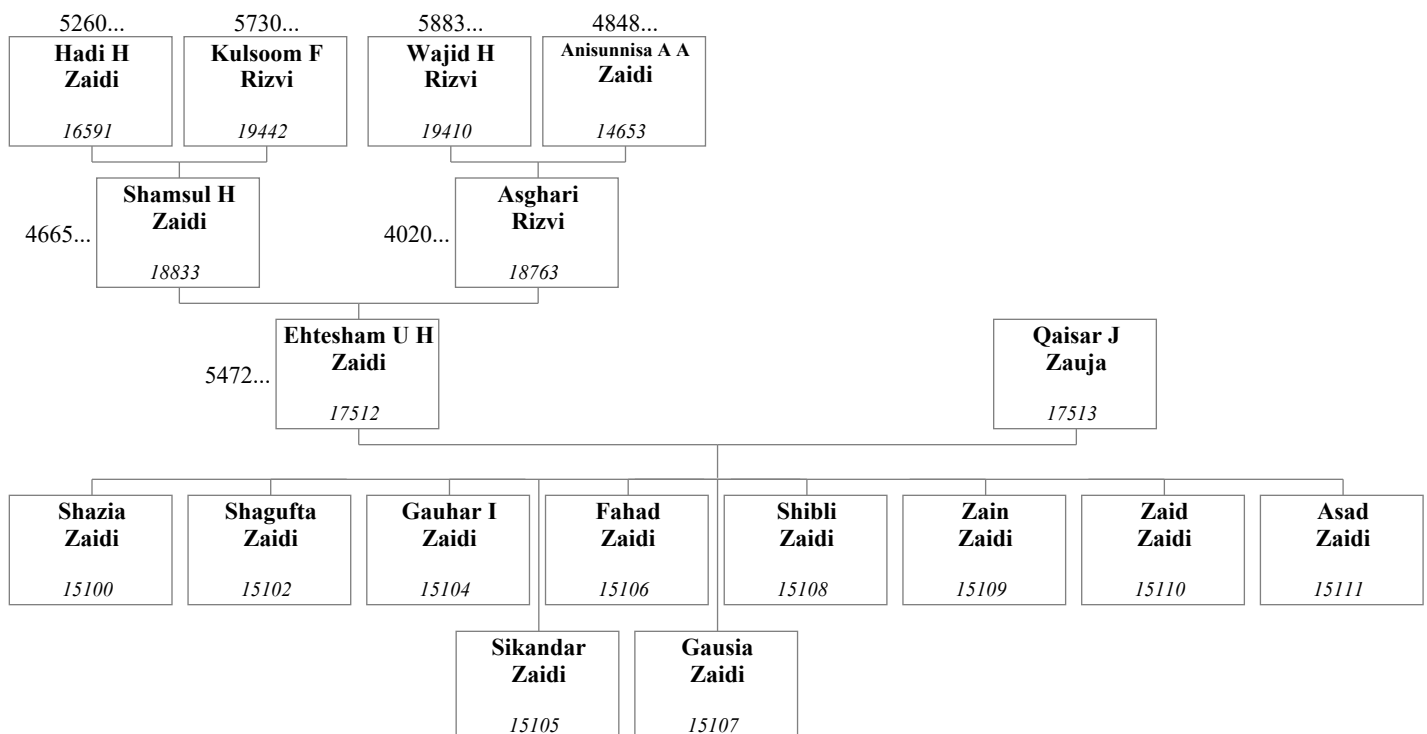 5260...
5730...
5883...
4848...
Hadi H
Zaidi
16591
Kulsoom F
Rizvi
19442
Wajid H
Rizvi
19410
Anisunnisa A A
Zaidi
14653
4665...
Shamsul H
Zaidi
18833
4020...
Asghari
Rizvi
18763
5472...
Ehtesham U H
Zaidi
17512
Qaisar J
Zauja
17513
Shazia
Zaidi
15100
Shagufta
Zaidi
15102
Gauhar I
Zaidi
15104
Fahad
Zaidi
15106
Shibli
Zaidi
15108
Zain
Zaidi
15109
Zaid
Zaidi
15110
Asad
Zaidi
15111
Sikandar
Zaidi
15105
Gausia
Zaidi
15107